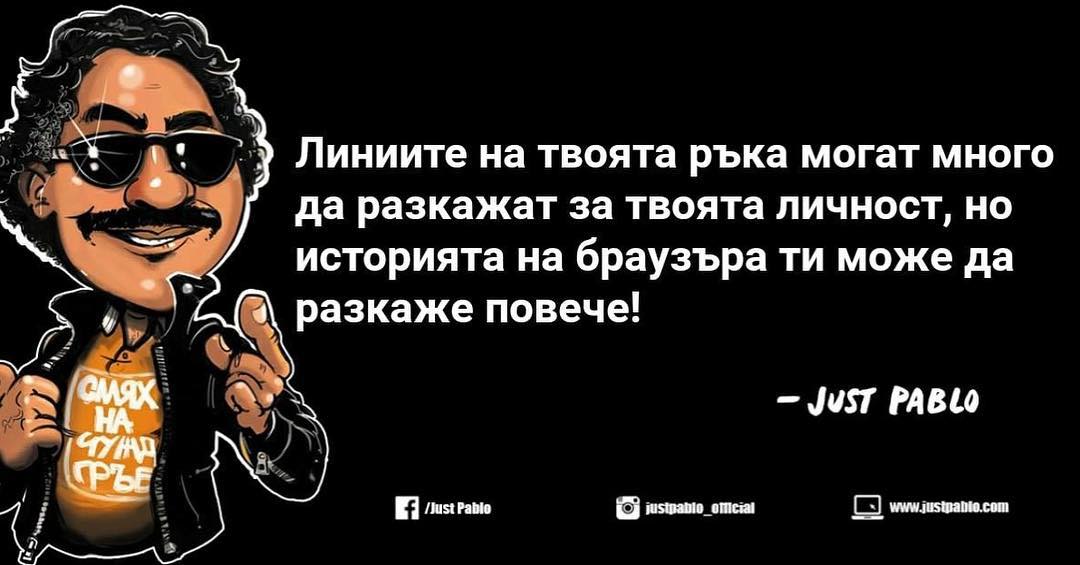 Линиите на твоята ръка могат много
да разкажат за твоята личност, но
историята на браузъра ти може да
разкаже повече!
– JUST PABLO
СМЯХ
НА
ЧУЖД
ГРЪБ
/Just Pablo
justpablo_official
www.justpablo.com